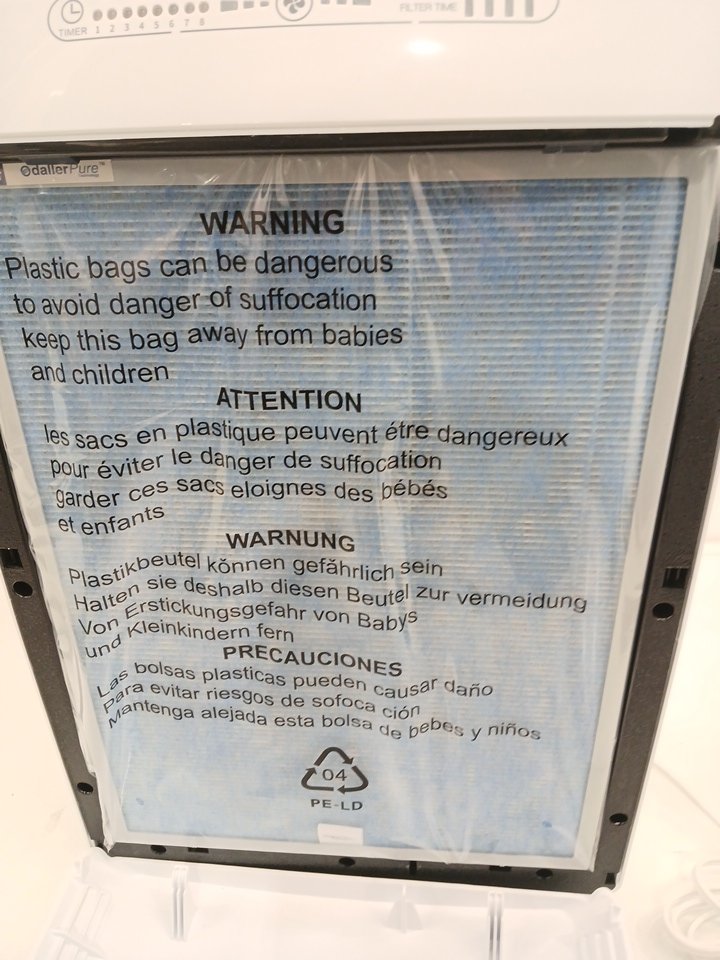 TIMER 1 2 3 4 5 6 7 8
FILTER TIME
OdallerPure™
Technology
WARNING
Plastic bags can be dangerous
to avoid danger of suffocation
keep this bag away from babies
and children
ATTENTION
les sacs en plastique peuvent étre dangereux
pour éviter le danger de suffocation
garder ces sacs eloignes des bébés
et enfants
WARNUNG
Plastikbeutel können gefährlich sein
Halten sie deshalb diesen Beutel zur vermeidung
Von Erstickungsgefahr von Babys
und Kleinkindern fern
PRECAUCIONES
Las bolsas plasticas pueden causar daño
Para evitar riesgos de sofoca ción
Mantenga alejada esta bolsa de bebes y niños
04
PE-LD